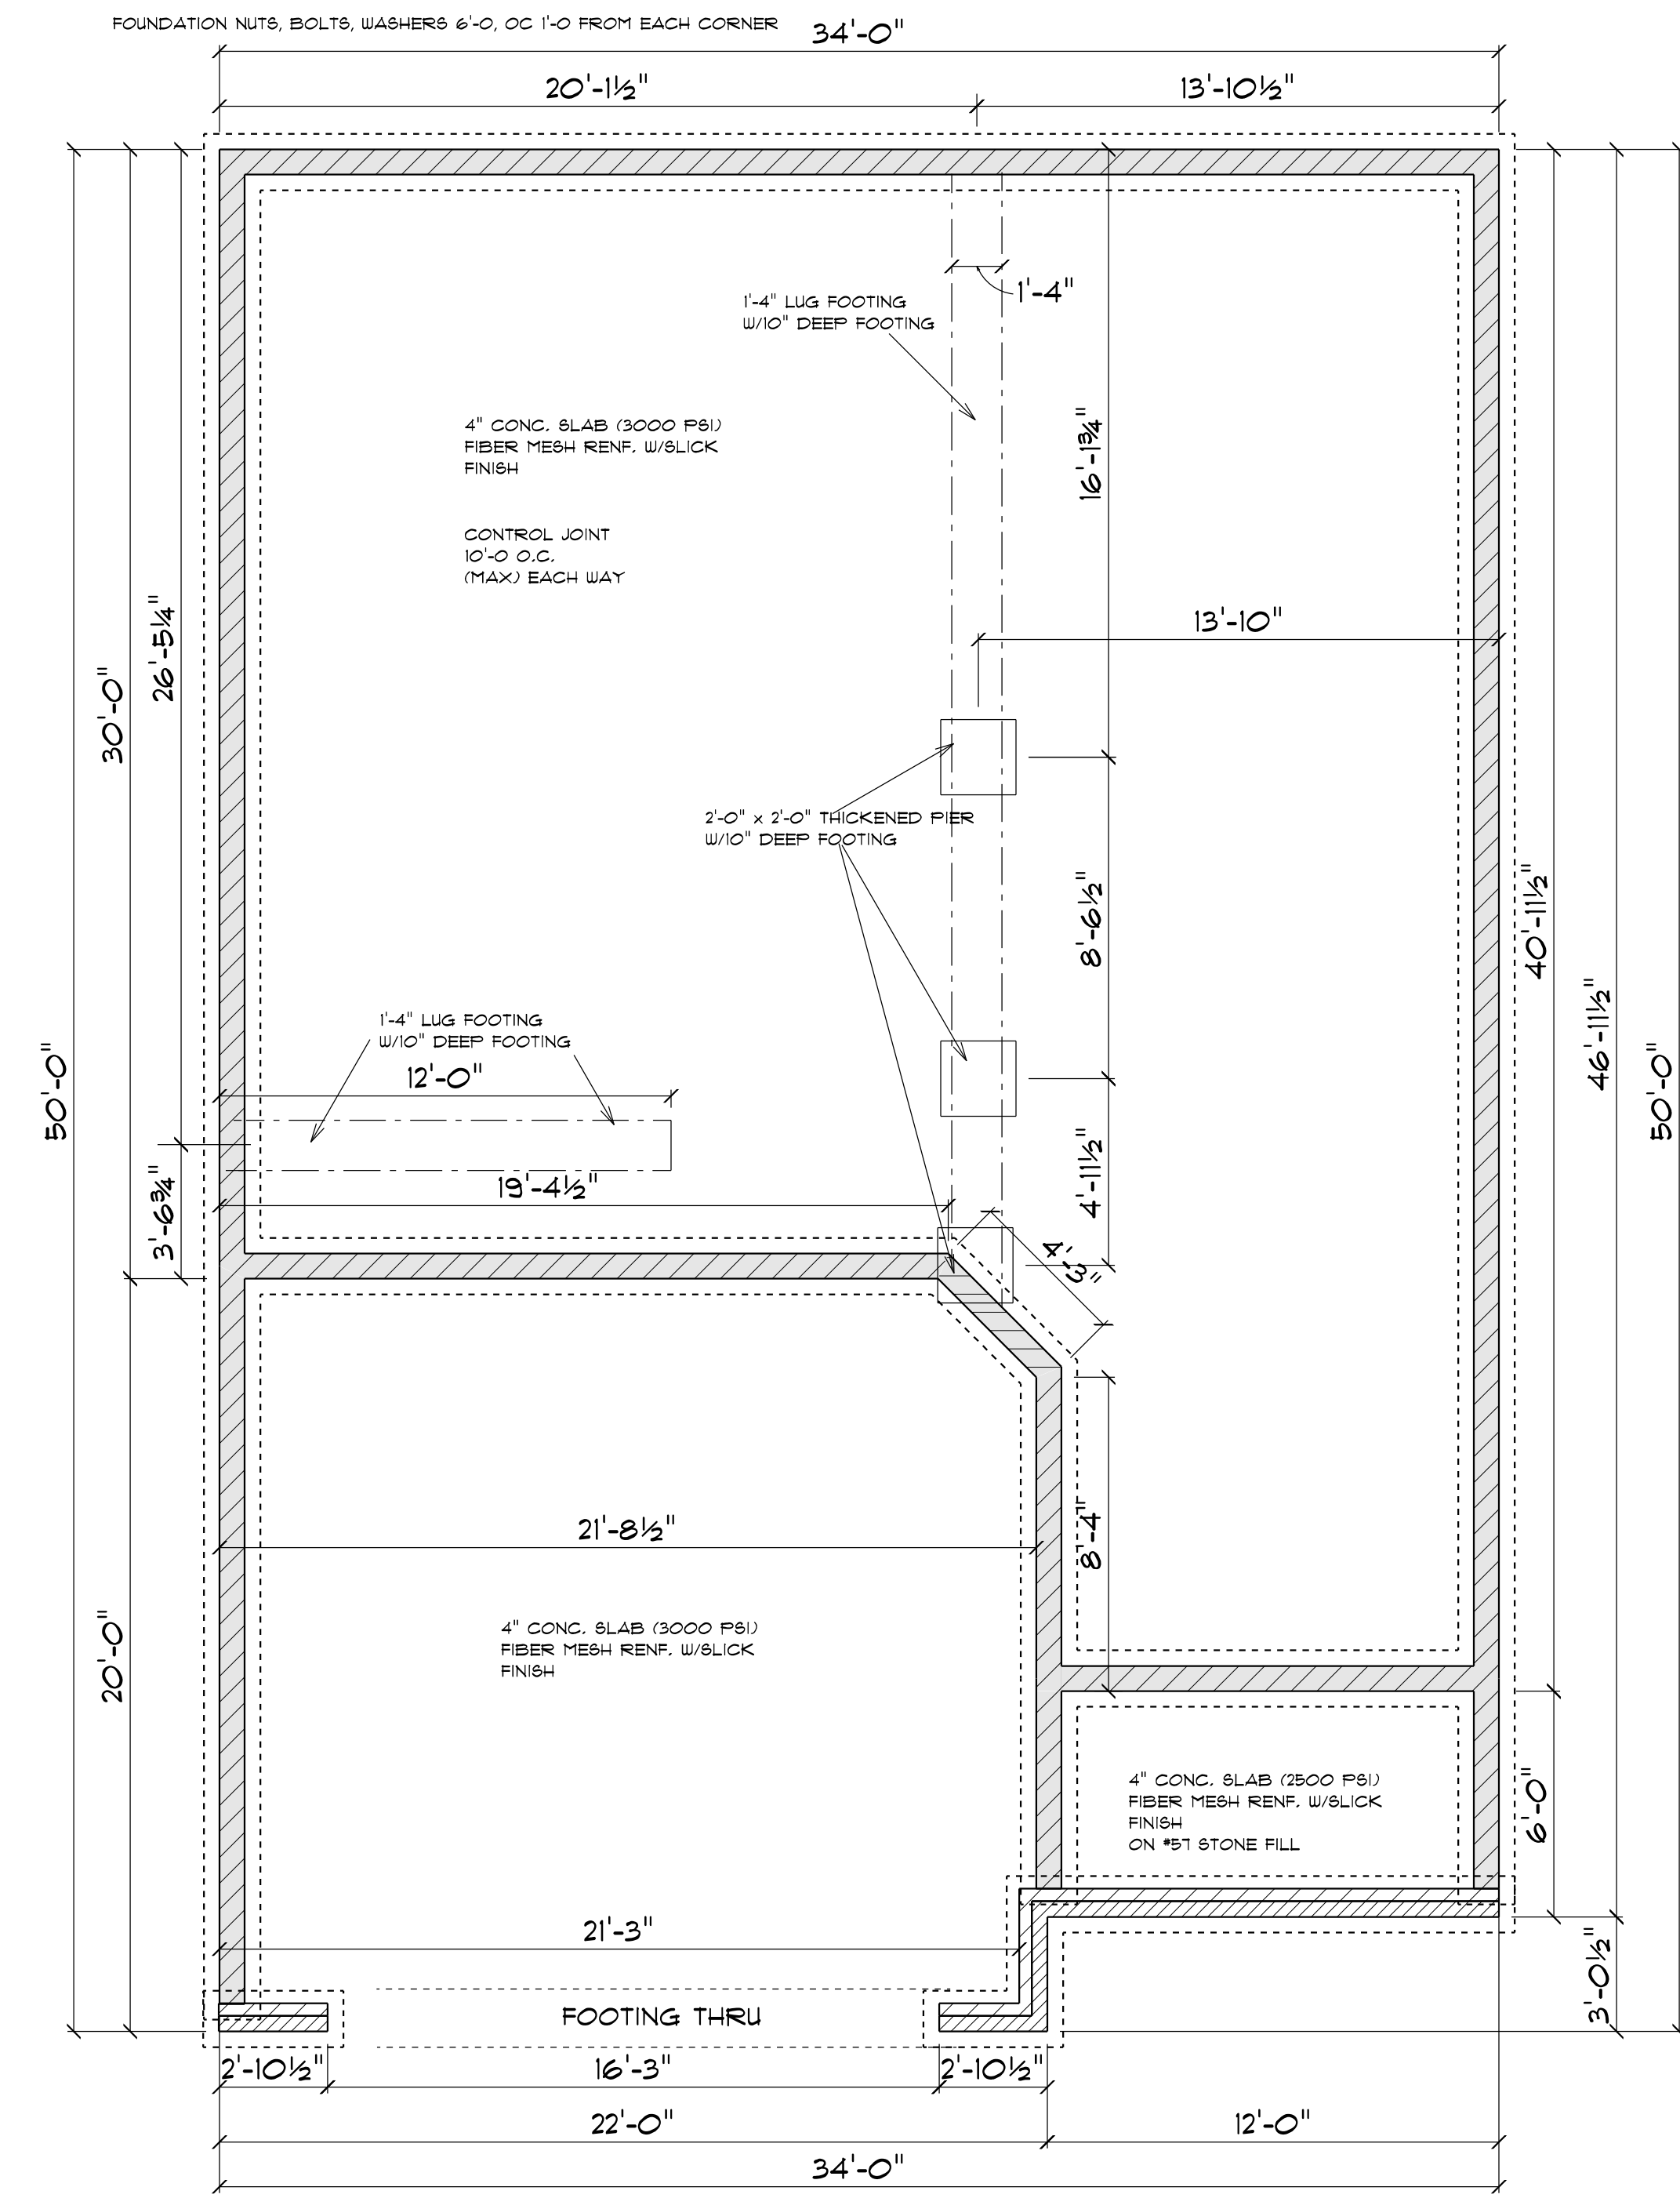 FOUNDATION NUTS, BOLTS, WASHERS 6'-0, OC 1'-0 FROM EACH CORNER
34'-0"
20'-1½"
13'-10½"
1'-4"
1'-4" LUG FOOTING
W/10" DEEP FOOTING
4" CONC. SLAB (3000 PSI)
FIBER MESH RENF. W/SLICK
FINISH
CONTROL JOINT
10'-0 O.C.
(MAX) EACH WAY
16'-1¾"
13'-10"
26'-5¼"
30'-0"
50'-0"
2'-0" x 2'-0" THICKENED PIER
W/10" DEEP FOOTING
8'-6½"
40'-11½"
46'-11½"
50'-0"
1'-4" LUG FOOTING
W/10" DEEP FOOTING
12'-0"
19'-4½"
3'-6¾"
4'-11½"
4'-3"
21'-8½"
8'-4"
20'-0"
4" CONC. SLAB (3000 PSI)
FIBER MESH RENF. W/SLICK
FINISH
4" CONC. SLAB (2500 PSI)
FIBER MESH RENF. W/SLICK
FINISH
ON #57 STONE FILL
6'-0"
21'-3"
3'-0½"
FOOTING THRU
2'-10½"
16'-3"
2'-10½"
22'-0"
12'-0"
34'-0"